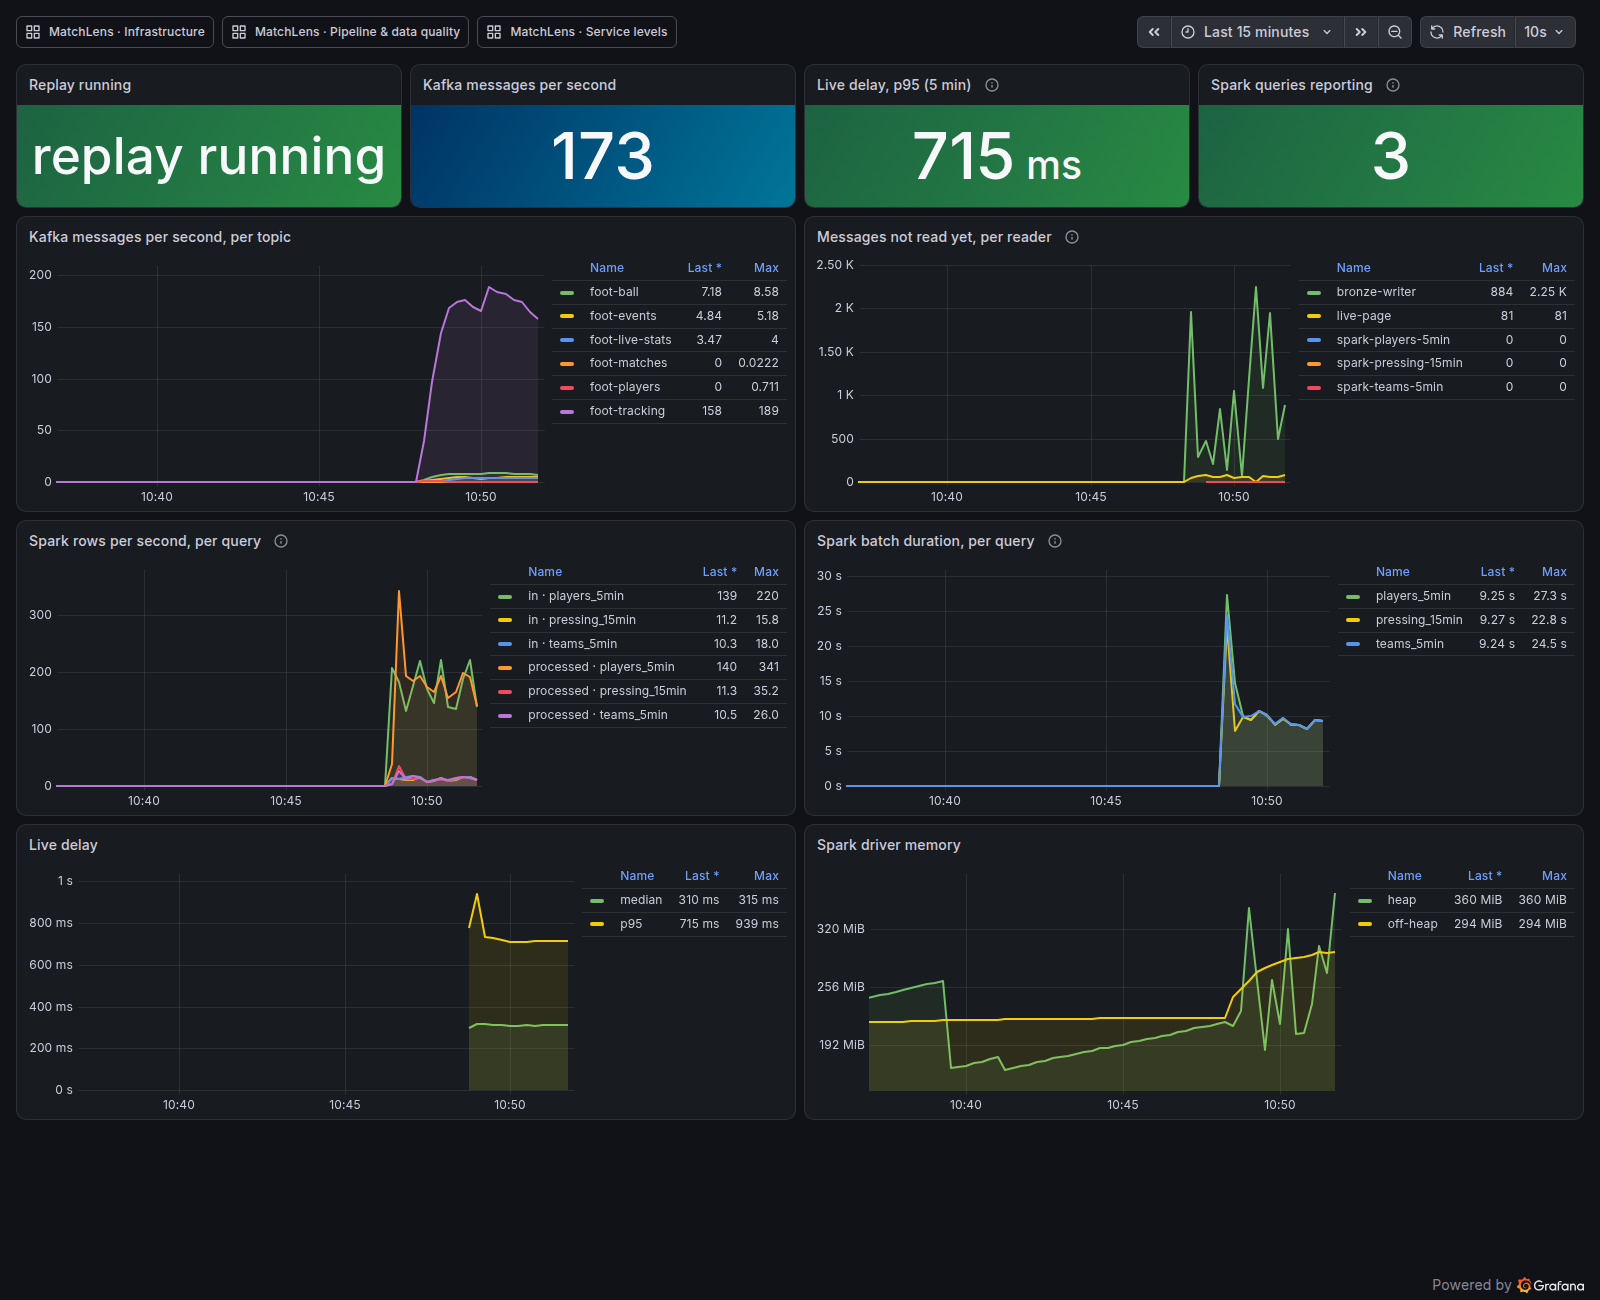 MatchLens · Infrastructure
MatchLens · Pipeline & data quality
MatchLens · Service levels
Last 15 minutes
Refresh
10s
Replay running
replay running
Kafka messages per second
173
Live delay, p95 (5 min)
715 ms
Spark queries reporting
3
Kafka messages per second, per topic
200
150
100
50
0
10:40 10:45 10:50
Name Last * Max
foot-ball 7.18 8.58
foot-events 4.84 5.18
foot-live-stats 3.47 4
foot-matches 0 0.0222
foot-players 0 0.711
foot-tracking 158 189
Messages not read yet, per reader
2.50 K
2 K
1.50 K
1 K
500
0
10:40 10:45 10:50
Name Last * Max
bronze-writer 884 2.25 K
live-page 81 81
spark-players-5min 0 0
spark-pressing-15min 0 0
spark-teams-5min 0 0
Spark rows per second, per query
300
200
100
0
10:40 10:45 10:50
Name Last * Max
in · players_5min 139 220
in · pressing_15min 11.2 15.8
in · teams_5min 10.3 18.0
processed · players_5min 140 341
processed · pressing_15min 11.3 35.2
processed · teams_5min 10.5 26.0
Spark batch duration, per query
30 s
25 s
20 s
15 s
10 s
5 s
0 s
10:40 10:45 10:50
Name Last * Max
players_5min 9.25 s 27.3 s
pressing_15min 9.27 s 22.8 s
teams_5min 9.24 s 24.5 s
Live delay
1 s
800 ms
600 ms
400 ms
200 ms
0 s
10:40 10:45 10:50
Name Last * Max
median 310 ms 315 ms
p95 715 ms 939 ms
Spark driver memory
320 MiB
256 MiB
192 MiB
10:40 10:45 10:50
Name Last * Max
heap 360 MiB 360 MiB
off-heap 294 MiB 294 MiB
Powered by Grafana